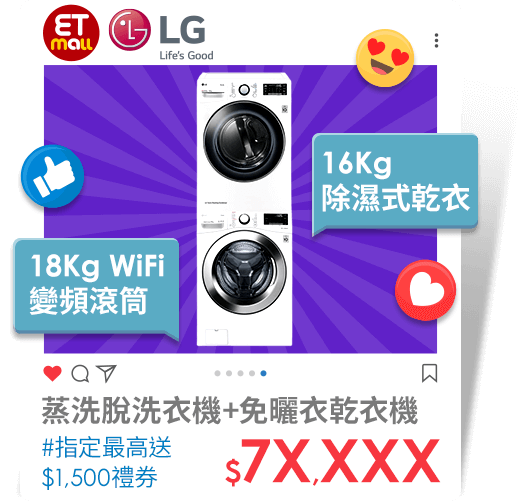 ET
mall
LG
Life's Good
16Kg
除濕式乾衣
18Kg WiFi
變頻滾筒
蒸洗脫洗衣機+免曬衣乾衣機
#指定最高送
$1,500禮券
$7X,XXX